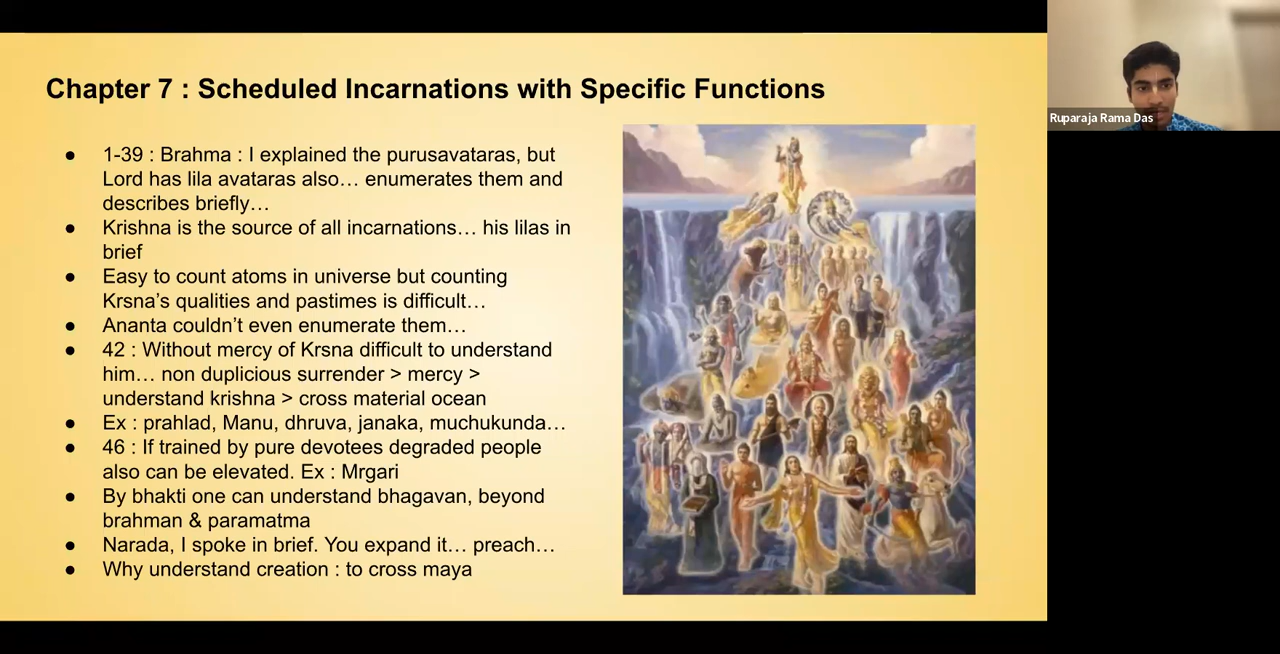 Chapter 7 : Scheduled Incarnations with Specific Functions
● 1-39 : Brahma : I explained the purusavataras, but
Lord has lila avataras also… enumerates them and
describes briefly…
● Krishna is the source of all incarnations… his lilas in
brief
● Easy to count atoms in universe but counting
Krsna’s qualities and pastimes is difficult…
● Ananta couldn’t even enumerate them…
● 42 : Without mercy of Krsna difficult to understand
him… non duplicious surrender > mercy >
understand krishna > cross material ocean
● Ex : prahlad, Manu, dhruva, janaka, muchukunda…
● 46 : If trained by pure devotees degraded people
also can be elevated. Ex : Mrgari
● By bhakti one can understand bhagavan, beyond
brahman & paramatma
● Narada, I spoke in brief. You expand it… preach…
● Why understand creation : to cross maya
Ruparaja Rama Das